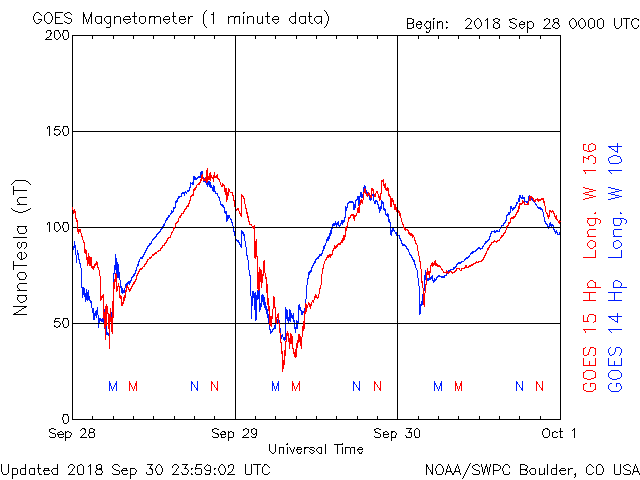 GOES Magnetometer (1 minute data)
Begin: 2018 Sep 28 0000 UTC
200
150
100
50
0
NanoTesla (nT)
M M N N M M N N M M N N
Sep 28 Sep 29 Sep 30 Oct 1
Universal Time
GOES 15 Hp Long. W 136
GOES 14 Hp Long. W 104
Updated 2018 Sep 30 23:59:02 UTC
NOAA/SWPC Boulder, CO USA